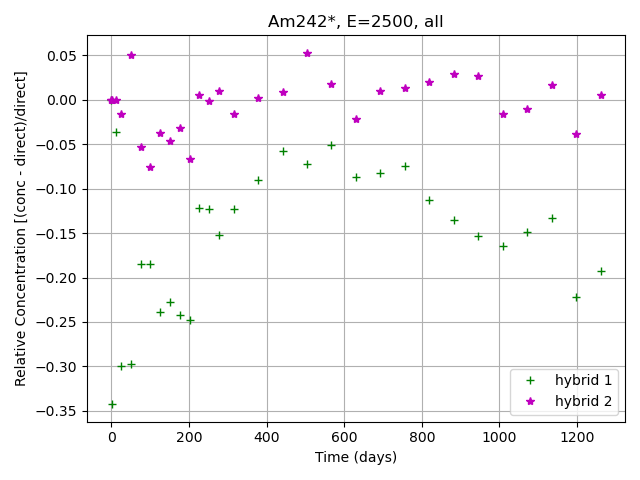 Am242*, E=2500, all
Relative Concentration [(conc - direct)/direct]
0.05
0.00
−0.05
−0.10
−0.15
−0.20
−0.25
−0.30
−0.35
hybrid 1
hybrid 2
0 200 400 600 800 1000 1200
Time (days)